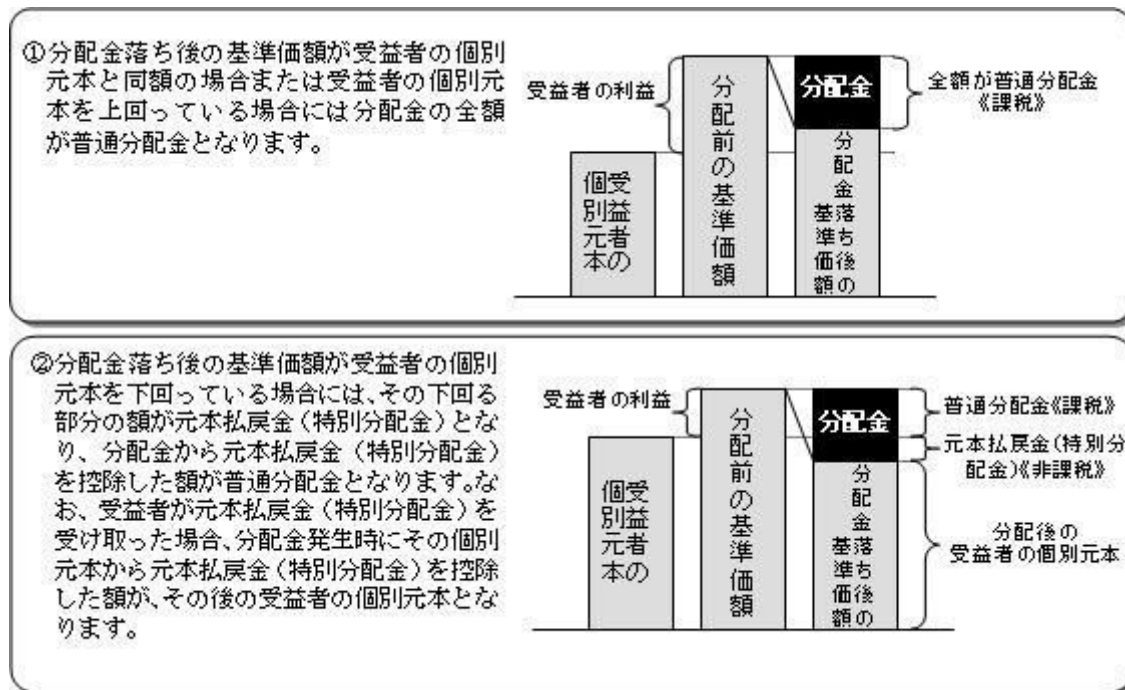 ①分配金落ち後の基準価額が受益者の個別
元本と同額の場合または受益者の個別元
本を上回っている場合には分配金の全額
が普通分配金となります。
受益者の利益
受益者の
個別元本
分配前の基準価額
分配金
分配金落ち後の
基準価額
全額が普通分配金
《課税》
②分配金落ち後の基準価額が受益者の個別
元本を下回っている場合には、その下回る
部分の額が元本払戻金（特別分配金）とな
り、分配金から元本払戻金（特別分配金）
を控除した額が普通分配金となります。な
お、受益者が元本払戻金（特別分配金）を
受け取った場合、分配金発生時にその個別
元本から元本払戻金（特別分配金）を控除
した額が、その後の受益者の個別元本とな
ります。
受益者の利益
受益者の
個別元本
分配前の基準価額
分配金
分配金落ち後の
基準価額
普通分配金《課税》
元本払戻金（特別分
配金）《非課税》
分配後の
受益者の個別元本